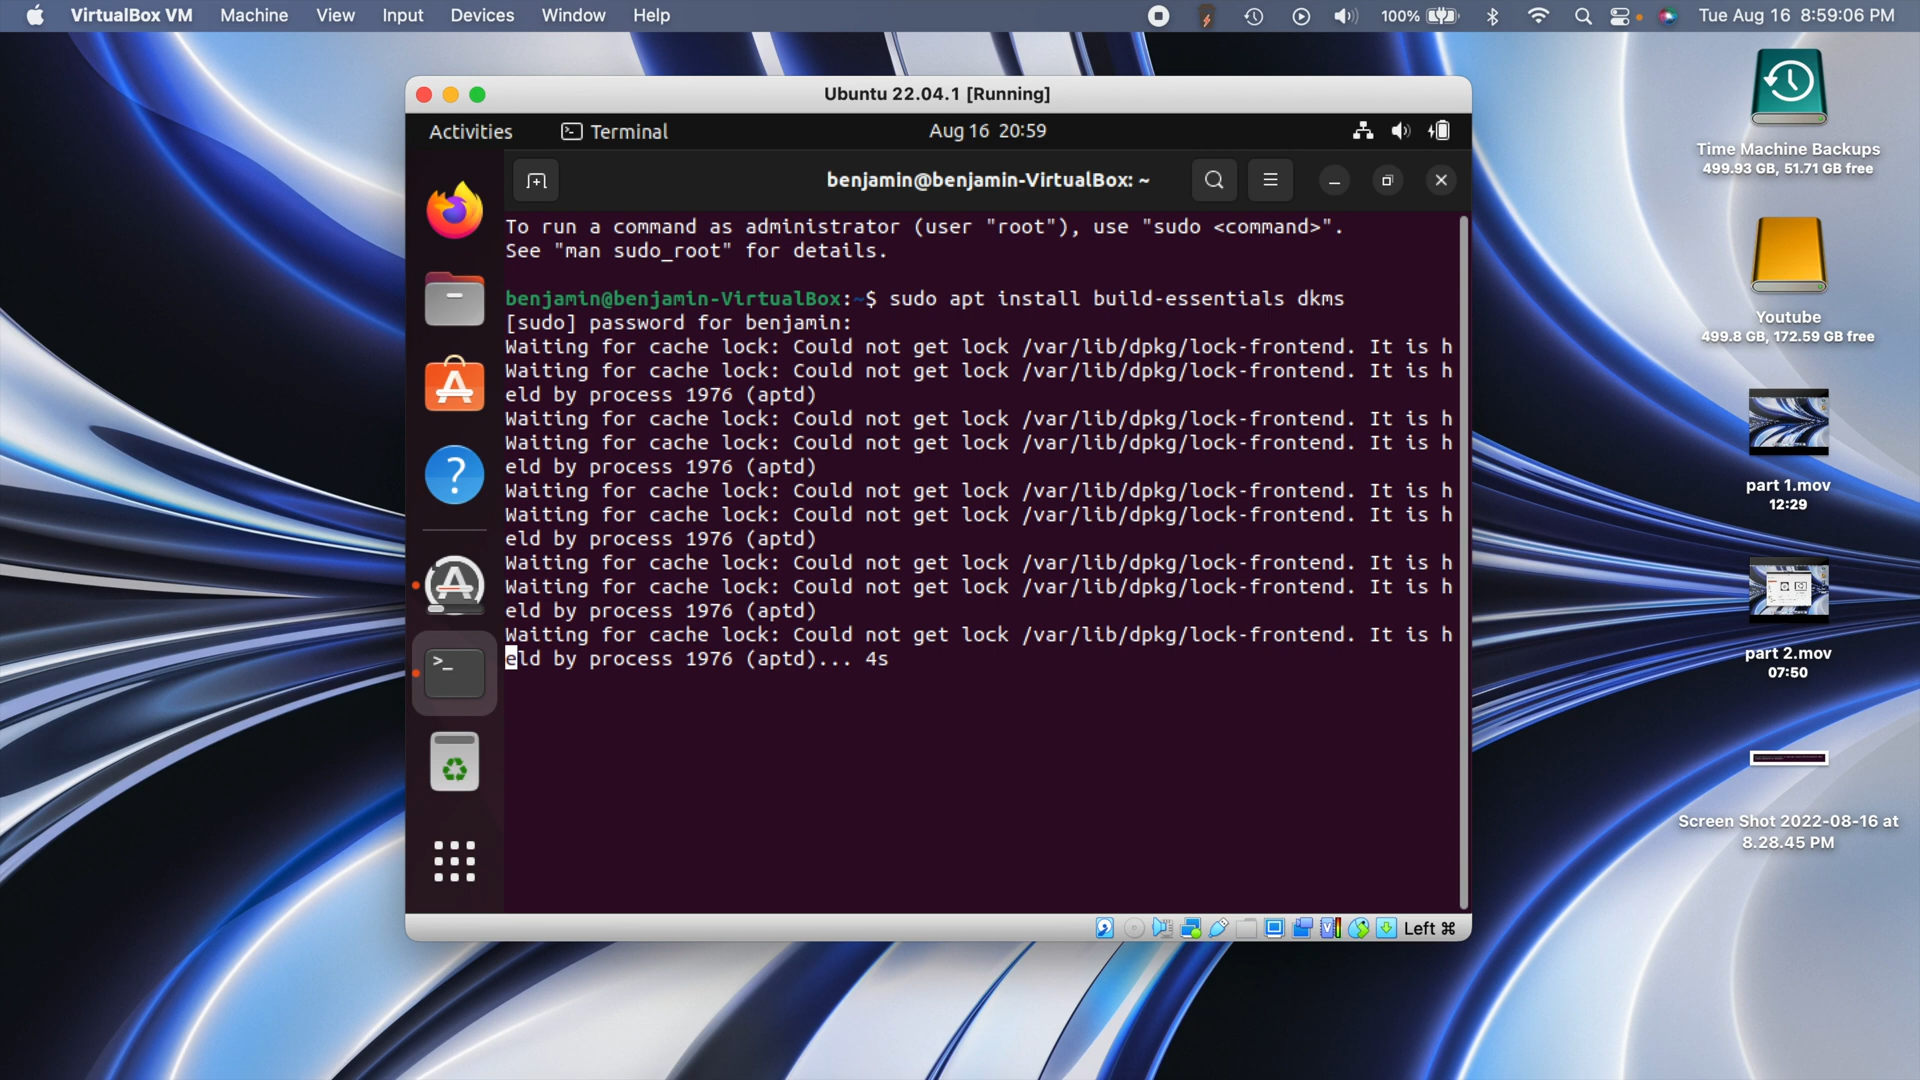 VirtualBox VM Machine View Input Devices Window Help 100% Tue Aug 16 8:59:06 PM
Ubuntu 22.04.1 [Running]
Activities Terminal Aug 16 20:59
benjamin@benjamin-VirtualBox: ~
To run a command as administrator (user "root"), use "sudo <command>".
See "man sudo_root" for details.
benjamin@benjamin-VirtualBox:~$ sudo apt install build-essentials dkms
[sudo] password for benjamin:
Waiting for cache lock: Could not get lock /var/lib/dpkg/lock-frontend. It is h
Waiting for cache lock: Could not get lock /var/lib/dpkg/lock-frontend. It is h
eld by process 1976 (aptd)
Waiting for cache lock: Could not get lock /var/lib/dpkg/lock-frontend. It is h
Waiting for cache lock: Could not get lock /var/lib/dpkg/lock-frontend. It is h
eld by process 1976 (aptd)
Waiting for cache lock: Could not get lock /var/lib/dpkg/lock-frontend. It is h
Waiting for cache lock: Could not get lock /var/lib/dpkg/lock-frontend. It is h
eld by process 1976 (aptd)
Waiting for cache lock: Could not get lock /var/lib/dpkg/lock-frontend. It is h
Waiting for cache lock: Could not get lock /var/lib/dpkg/lock-frontend. It is h
eld by process 1976 (aptd)
Waiting for cache lock: Could not get lock /var/lib/dpkg/lock-frontend. It is h
eld by process 1976 (aptd)... 4s
Left ⌘
Time Machine Backups
499.93 GB, 51.71 GB free
Youtube
499.8 GB, 172.59 GB free
part 1.mov
12:29
part 2.mov
07:50
Screen Shot 2022-08-16 at
8.28.45 PM